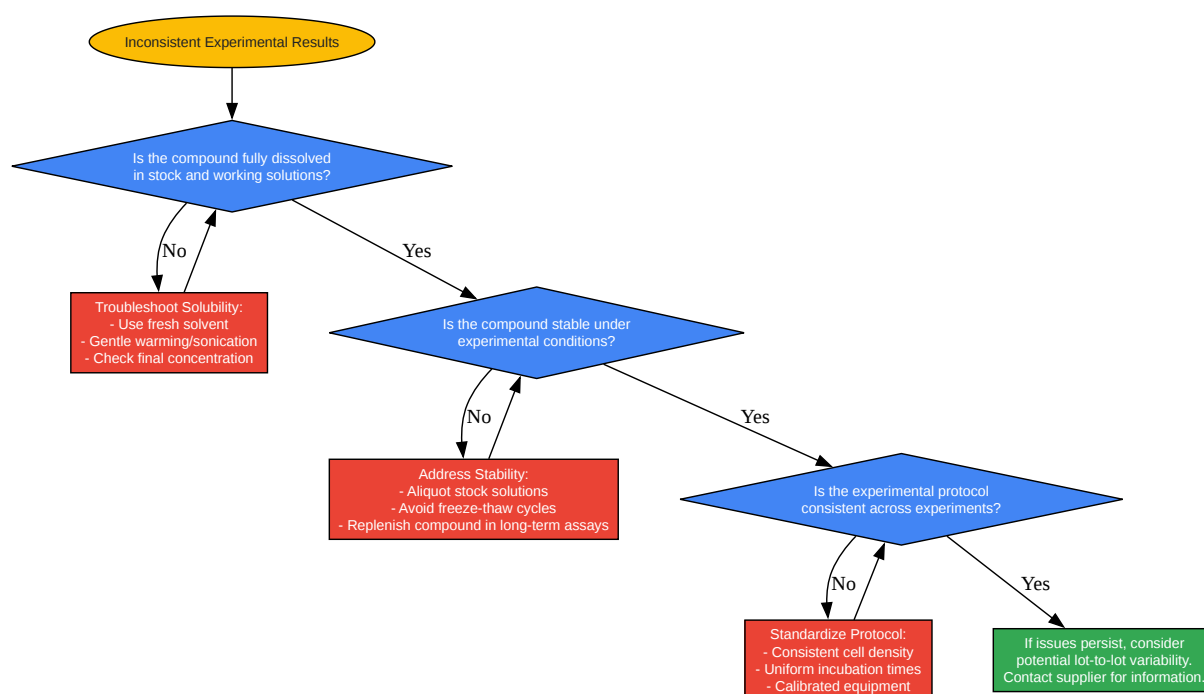 Inconsistent Experimental Results
Is the compound fully dissolved
in stock and working solutions?
No
Yes
Troubleshoot Solubility:
- Use fresh solvent
- Gentle warming/sonication
- Check final concentration
Is the compound stable under
experimental conditions?
No
Yes
Address Stability:
- Aliquot stock solutions
- Avoid freeze-thaw cycles
- Replenish compound in long-term assays
Is the experimental protocol
consistent across experiments?
No
Yes
Standardize Protocol:
- Consistent cell density
- Uniform incubation times
- Calibrated equipment
If issues persist, consider
potential lot-to-lot variability.
Contact supplier for information